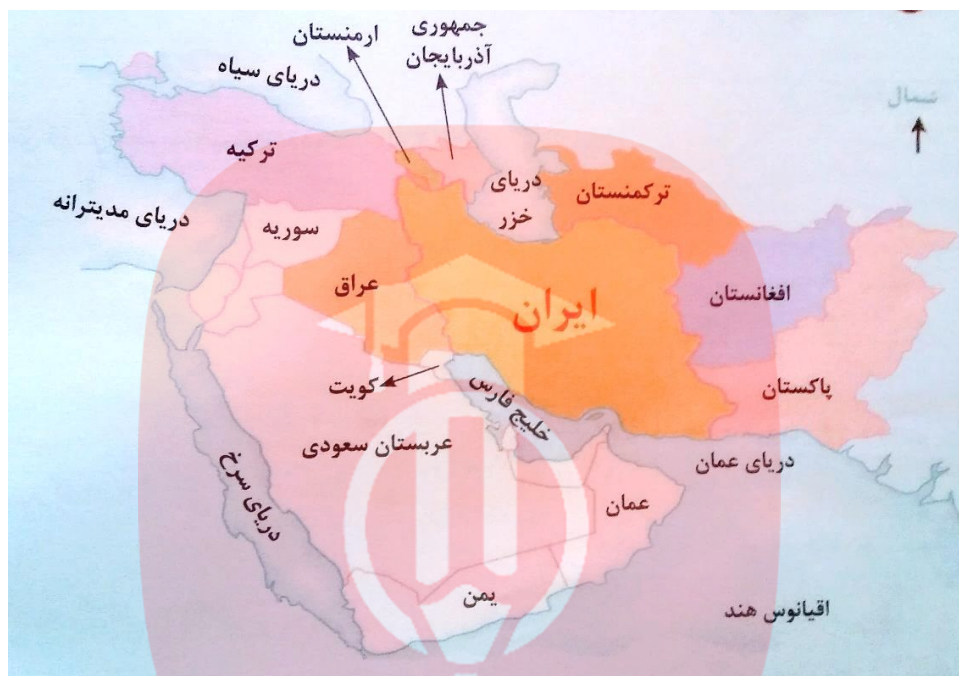 جمهوری
آذربایجان
ارمنستان
دریای سیاه
شمال
ترکیه
دریای
خزر
ترکمنستان
دریای مدیترانه
سوریه
عراق
ایران
افغانستان
کویت
خلیج فارس
پاکستان
عربستان سعودی
دریای عمان
دریای سرخ
عمان
یمن
اقیانوس هند